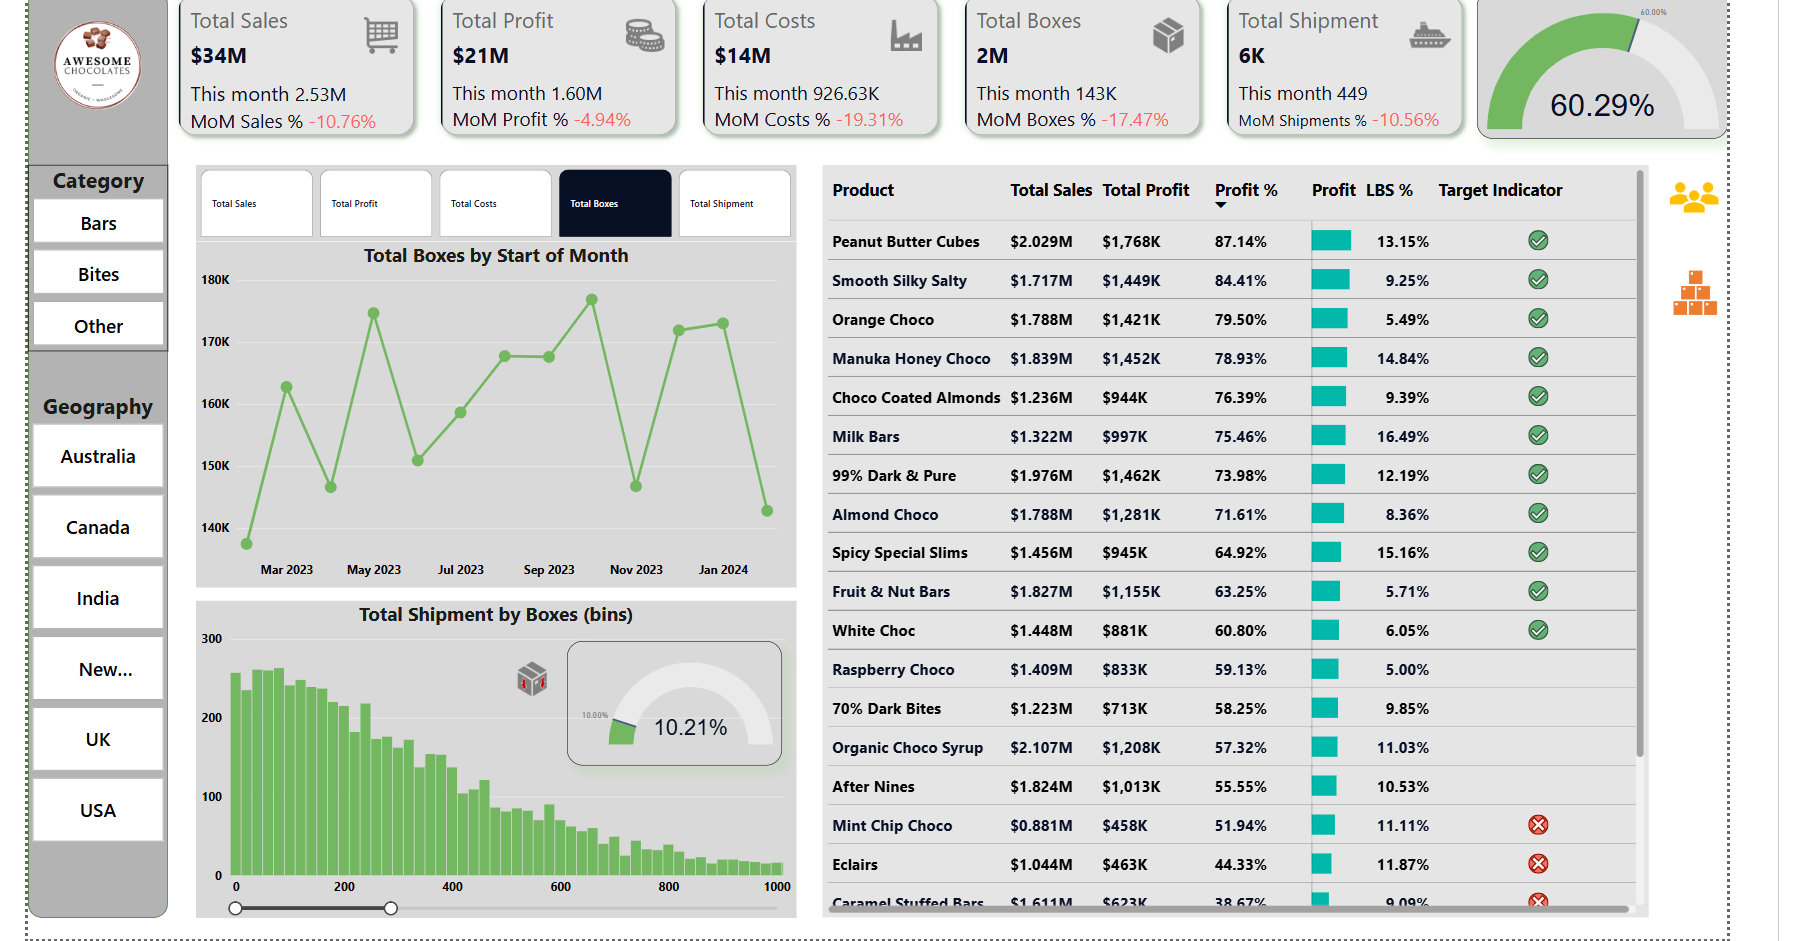 AWESOME
CHOCOLATES
Total Sales
$34M
This month 2.53M
MoM Sales % -10.76%
Total Profit
$21M
This month 1.60M
MoM Profit % -4.94%
Total Costs
$14M
This month 926.63K
MoM Costs % -19.31%
Total Boxes
2M
This month 143K
MoM Boxes % -17.47%
Total Shipment
6K
This month 449
MoM Shipments % -10.56%
60.00%
60.29%
Category
Bars
Bites
Other
Geography
Australia
Canada
India
New...
UK
USA
Total Sales
Total Profit
Total Costs
Total Boxes
Total Shipment
Total Boxes by Start of Month
180K
170K
160K
150K
140K
Mar 2023 May 2023 Jul 2023 Sep 2023 Nov 2023 Jan 2024
Total Shipment by Boxes (bins)
300
200
100
0
0 200 400 600 800 1000
10.00%
10.21%
Product Total Sales Total Profit Profit % Profit LBS % Target Indicator
Peanut Butter Cubes $2.029M $1,768K 87.14% 13.15%
Smooth Silky Salty $1.717M $1,449K 84.41% 9.25%
Orange Choco $1.788M $1,421K 79.50% 5.49%
Manuka Honey Choco $1.839M $1,452K 78.93% 14.84%
Choco Coated Almonds $1.236M $944K 76.39% 9.39%
Milk Bars $1.322M $997K 75.46% 16.49%
99% Dark & Pure $1.976M $1,462K 73.98% 12.19%
Almond Choco $1.788M $1,281K 71.61% 8.36%
Spicy Special Slims $1.456M $945K 64.92% 15.16%
Fruit & Nut Bars $1.827M $1,155K 63.25% 5.71%
White Choc $1.448M $881K 60.80% 6.05%
Raspberry Choco $1.409M $833K 59.13% 5.00%
70% Dark Bites $1.223M $713K 58.25% 9.85%
Organic Choco Syrup $2.107M $1,208K 57.32% 11.03%
After Nines $1.824M $1,013K 55.55% 10.53%
Mint Chip Choco $0.881M $458K 51.94% 11.11%
Eclairs $1.044M $463K 44.33% 11.87%
Caramel Stuffed Bars $1.611M $623K 38.67% 9.09%